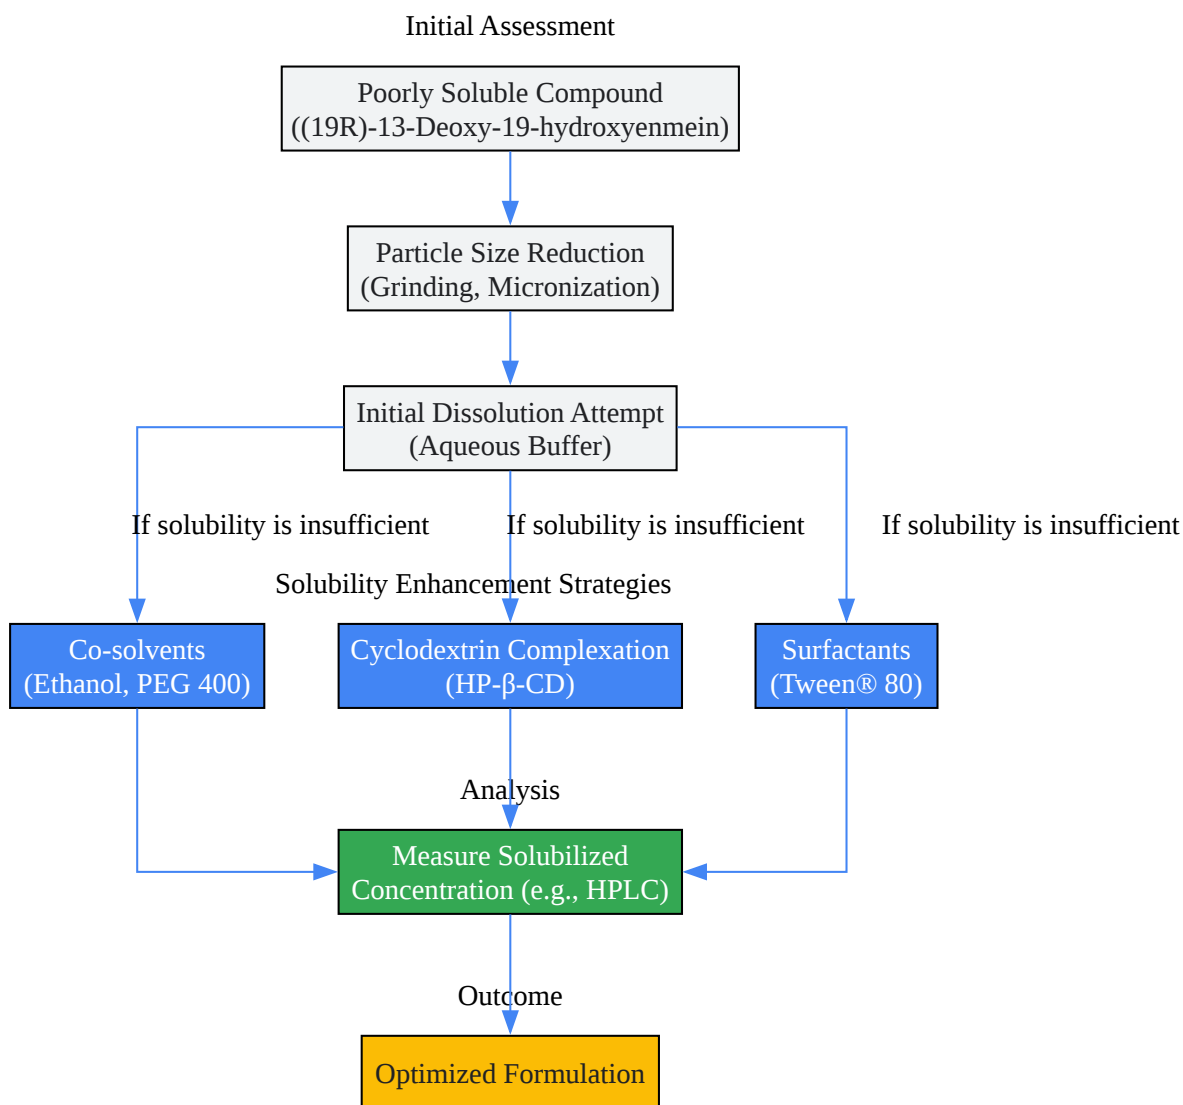 Initial Assessment
Poorly Soluble Compound
((19R)-13-Deoxy-19-hydroxyenmein)
Particle Size Reduction
(Grinding, Micronization)
Initial Dissolution Attempt
(Aqueous Buffer)
If solubility is insufficient
If solubility is insufficient
If solubility is insufficient
Solubility Enhancement Strategies
Co-solvents
(Ethanol, PEG 400)
Cyclodextrin Complexation
(HP-β-CD)
Surfactants
(Tween® 80)
Analysis
Measure Solubilized
Concentration (e.g., HPLC)
Outcome
Optimized Formulation